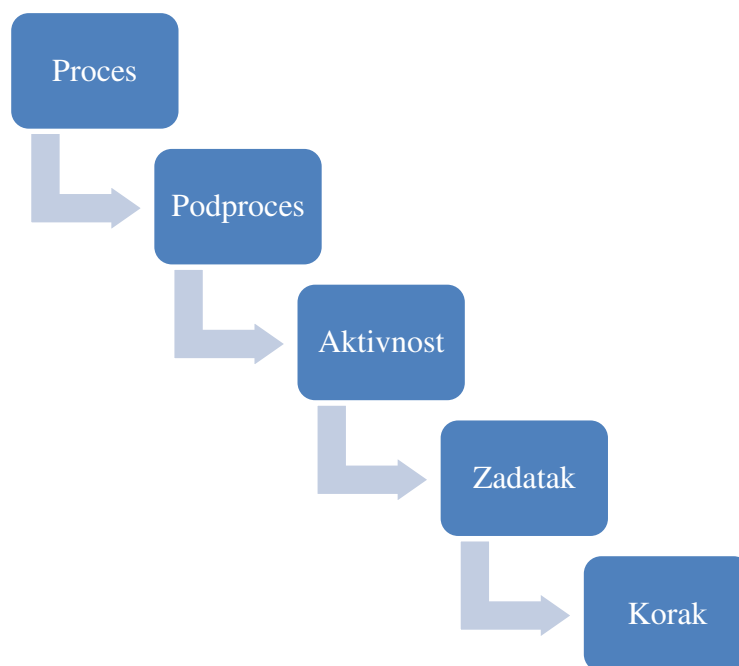 Proces
Podproces
Aktivnost
Zadatak
Korak